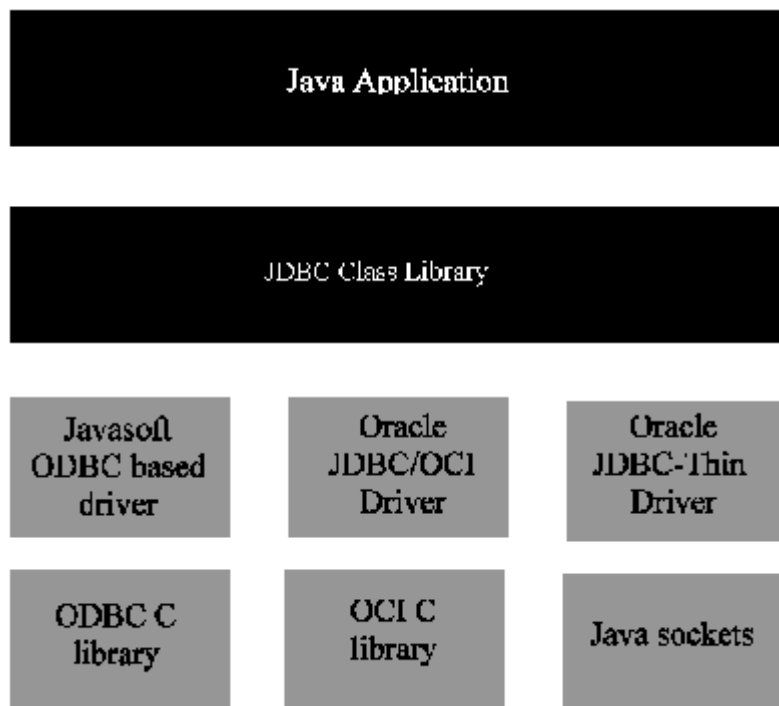 Java Application
JDBC Class Library
Javasoft
ODBC based
driver
Oracle
JDBC/OCI
Driver
Oracle
JDBC-Thin
Driver
ODBC C
library
OCI C
library
Java sockets